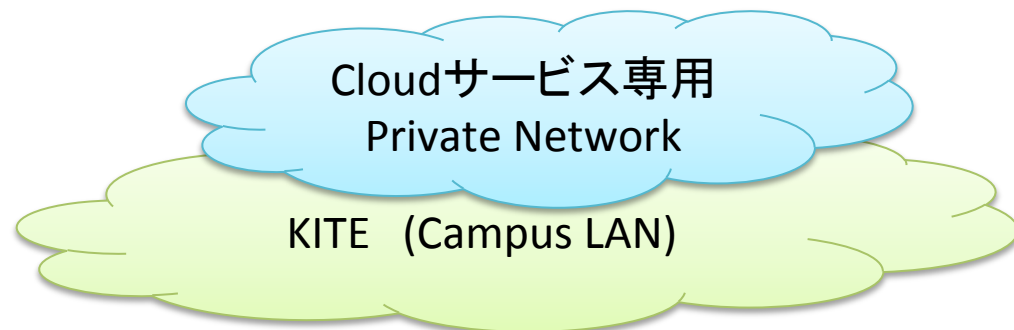 Cloudサービス専用
Private Network
KITE (Campus LAN)